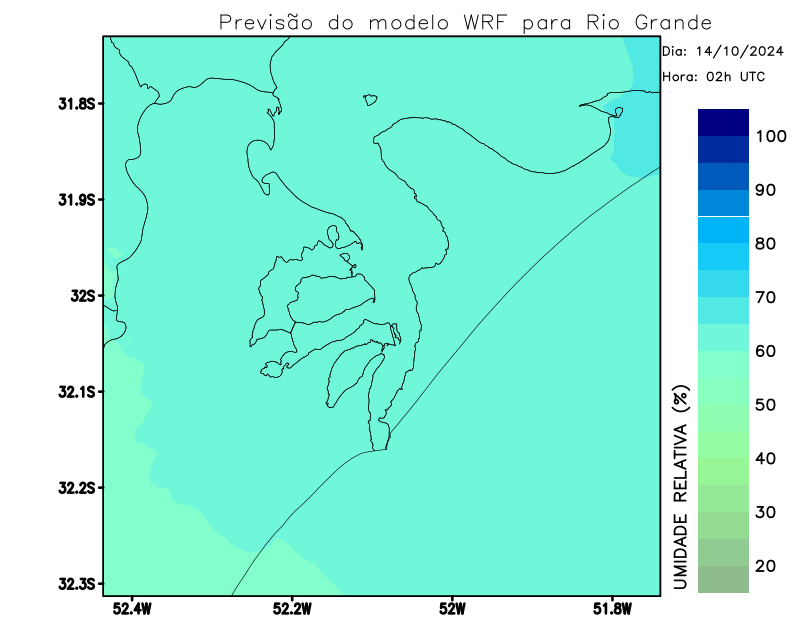 Previsão do modelo WRF para Rio Grande
Dia: 14/10/2024
Hora: 02h UTC
31.8S
31.9S
32S
32.1S
32.2S
32.3S
52.4W
52.2W
52W
51.8W
100
90
80
70
60
50
40
30
20
UMIDADE RELATIVA (%)